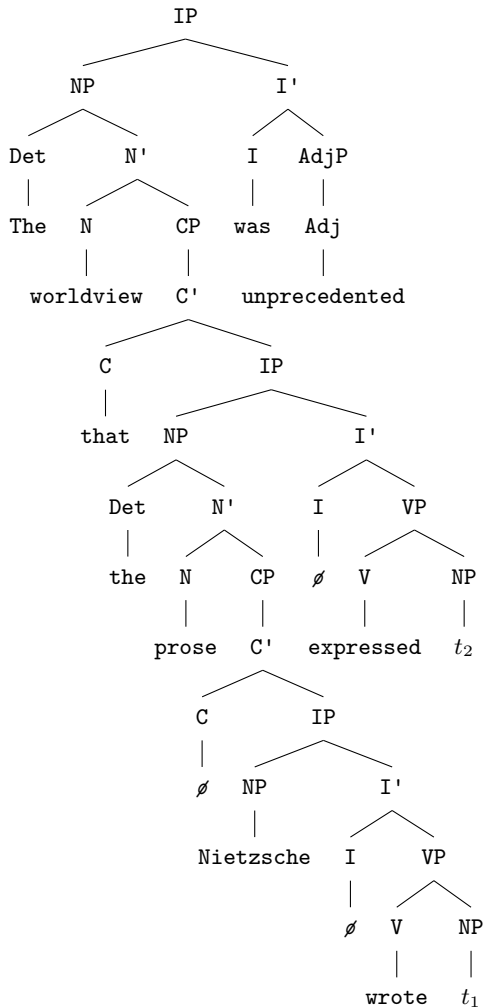 IP
NP I'
Det N' I AdjP
The N CP was Adj
worldview C' unprecedented
C IP
that NP I'
Det N' I VP
the N CP ∅ V NP
prose C' expressed t₂
C IP
∅ NP I'
Nietzsche I VP
∅ V NP
wrote t₁